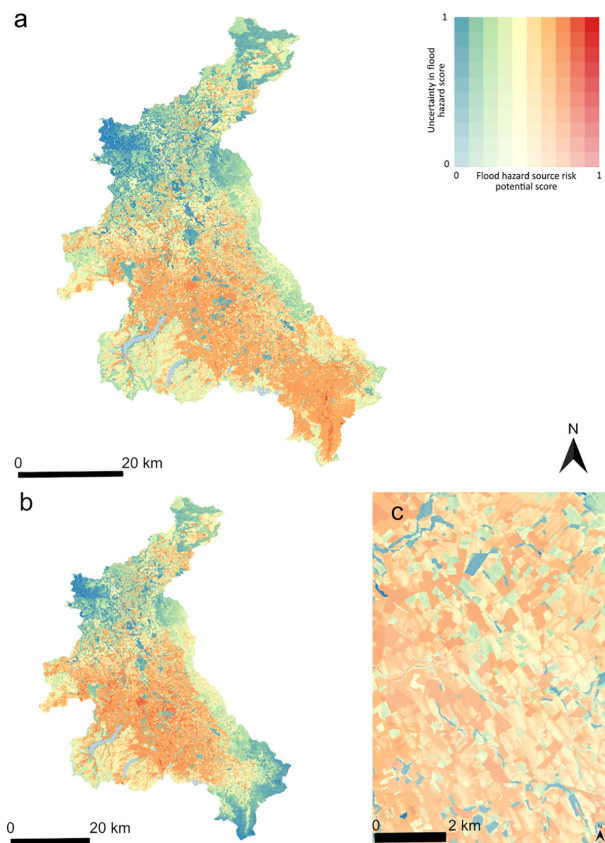 a
1
Uncertainty in flood
hazard score
0
0
1
Flood hazard source risk
potential score
N
0
20 km
b
c
0
20 km
0
2 km
N